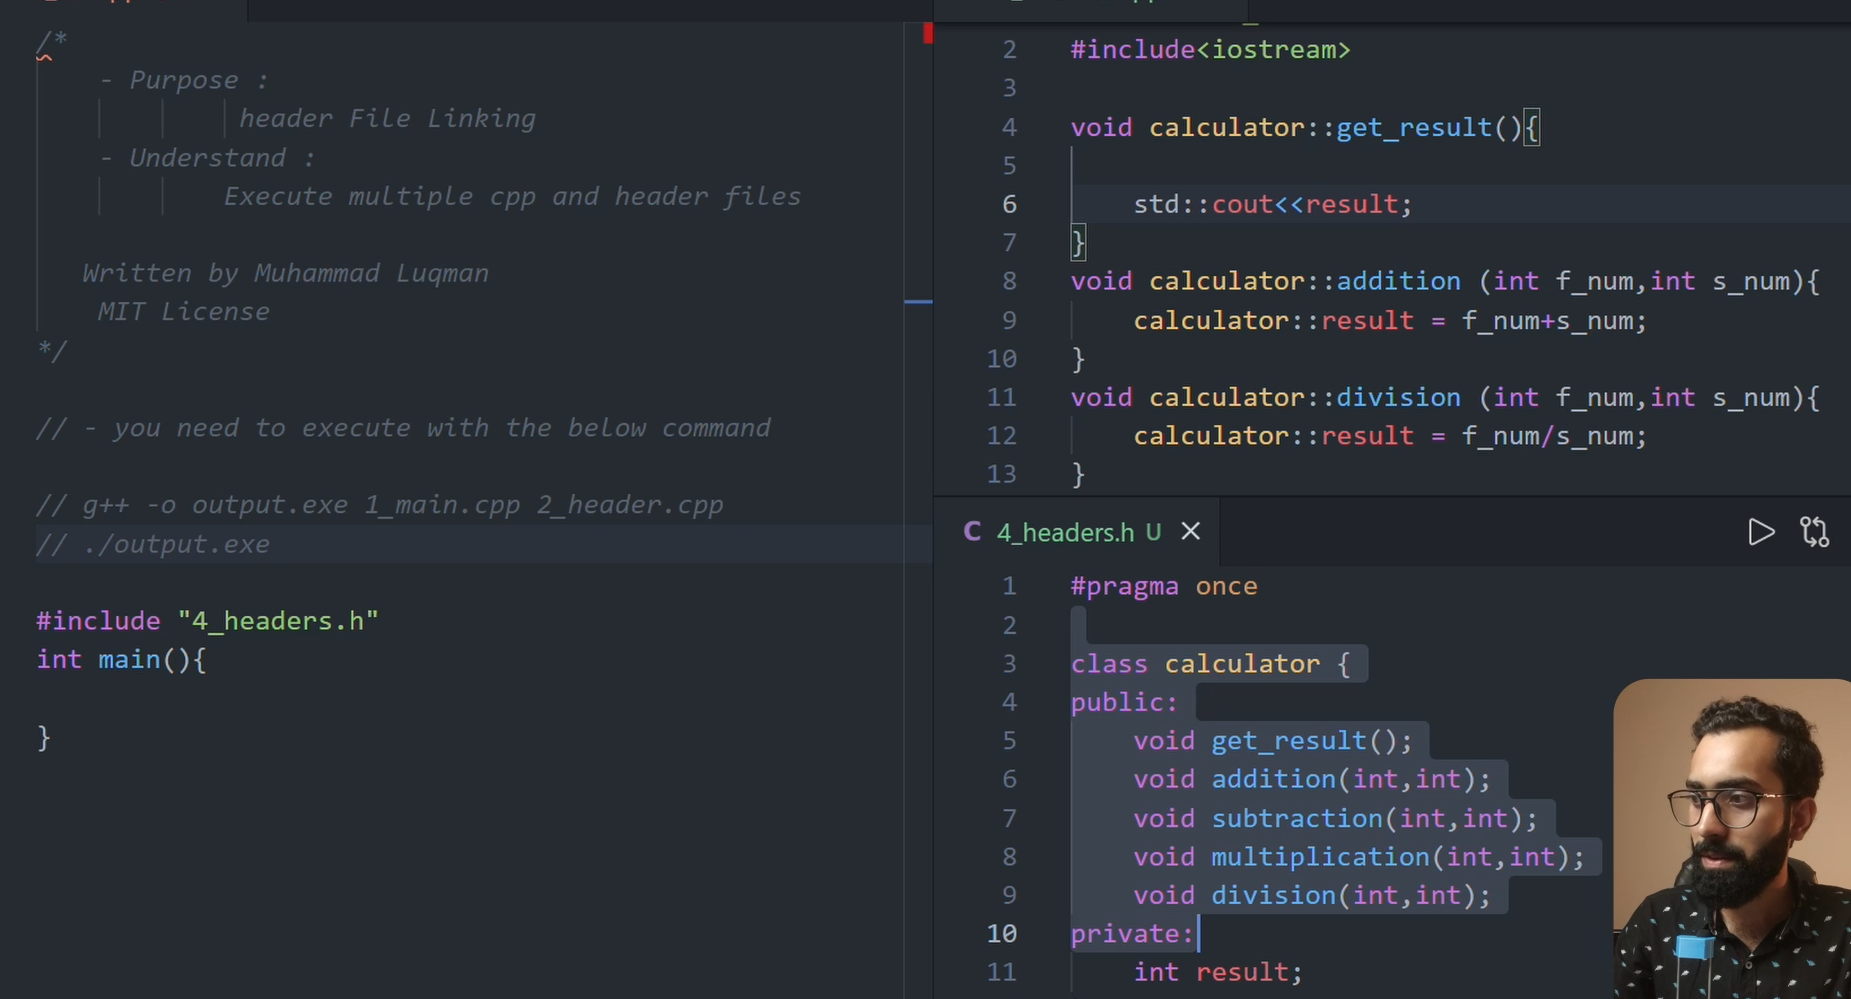 /*
- Purpose :
header File Linking
- Understand :
Execute multiple cpp and header files
Written by Muhammad Luqman
MIT License
*/
// - you need to execute with the below command
// g++ -o output.exe 1_main.cpp 2_header.cpp
// ./output.exe
#include "4_headers.h"
int main(){
}
2 #include<iostream>
3
4 void calculator::get_result(){
5
6 std::cout<<result;
7 }
8 void calculator::addition (int f_num,int s_num){
9 calculator::result = f_num+s_num;
10 }
11 void calculator::division (int f_num,int s_num){
12 calculator::result = f_num/s_num;
13 }
C 4_headers.h U
1 #pragma once
2
3 class calculator {
4 public:
5 void get_result();
6 void addition(int,int);
7 void subtraction(int,int);
8 void multiplication(int,int);
9 void division(int,int);
10 private:
11 int result;